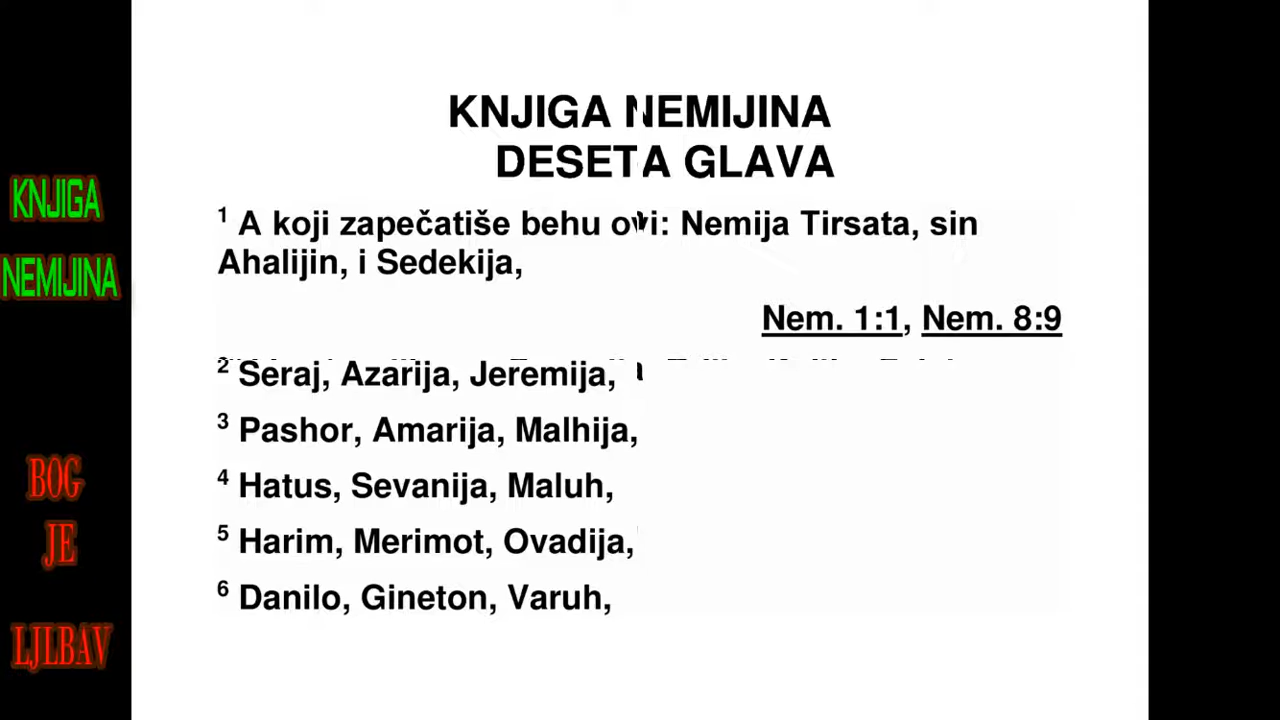 KNJIGA
NEMIJINA
BOG
JE
LJLBAV
KNJIGA NEMIJINA
DESETA GLAVA
1 A koji zapečatiše behu ovi: Nemija Tirsata, sin
Ahalijin, i Sedekija,
Nem. 1:1, Nem. 8:9
2 Seraj, Azarija, Jeremija,
3 Pashor, Amarija, Malhija,
4 Hatus, Sevanija, Maluh,
5 Harim, Merimot, Ovadija,
6 Danilo, Gineton, Varuh,